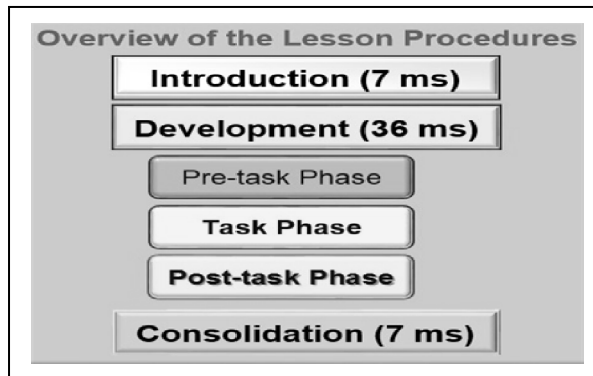 Overview of the Lesson Procedures
Introduction (7 ms)
Development (36 ms)
Pre-task Phase
Task Phase
Post-task Phase
Consolidation (7 ms)